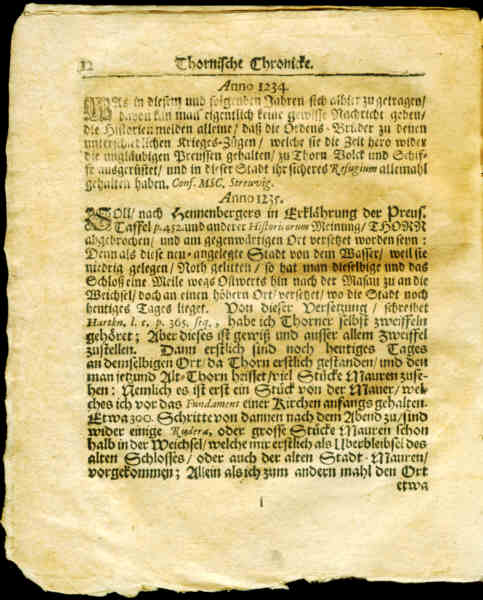 12 Thornische Chronicke.
Anno 1234.
WAs in diesem und folgenden Jahren sich alhier zu getragen/
davon kan man eigentlich keine gewisse Nachricht geben/
die Historien melden alleine/ daß die Ordens-Brüder zu denen
unterschiedlichen Krieges-Zügen/ welche sie die Zeit hero wider
die ungläubigen Preussen gehalten/ zu Thorn Volck und Schif-
fe ausgerüstet/ und in dieser Stadt ihr sicheres Refugium allemahl
gehalten haben. Conf. MSC. Strewig.
Anno 1235.
SOll/ nach Hennenbergers in Erklährung der Preus.
Taffel p. 452. und anderer Historicorum Meinung/ THORN
abgebrochen/ und am gegenwärtigen Ort versetzet worden seyn:
Denn als diese neu-angelegte Stadt von dem Wasser/ weil sie
niedrig gelegen/ Noth gelitten/ so hat man dieselbige und das
Schloß eine Meile wegs Ostwerts hin nach der Masau zu an die
Weichsel/ doch an einen höhern Ort/ versetzet/ wo die Stadt noch
heutiges Tages lieget. Von dieser Versetzung/ schreibet
Hartkn. l. c. p. 365. seq., habe ich Thorner selbst zweiffeln
gehöret; Aber dieses ist gewiß und ausser allem Zweiffel
zustellen. Dann erstlich sind noch heutiges Tages
an demselbigen Ort/ da Thorn erstlich gestanden/ und den
man jetzund Alt-Thorn heisset/ viel Stücke Mauren zuse-
hen: Nemlich es ist erst ein Stück von der Mauer/ wel-
ches ich vor das Fundament einer Kirchen anfangs gehalten.
Etwa 300. Schritte von dannen nach dem Abend zu/ sind
wider einige Rudera, oder grosse Stücke Mauren schon
halb in der Weichsel/ welche mir erstlich als Uberbleibsel des
alten Schlosses/ oder auch der alten Stadt-Mauren/
vorgekommen; Allein als ich zum andern mahl den Ort
etwa